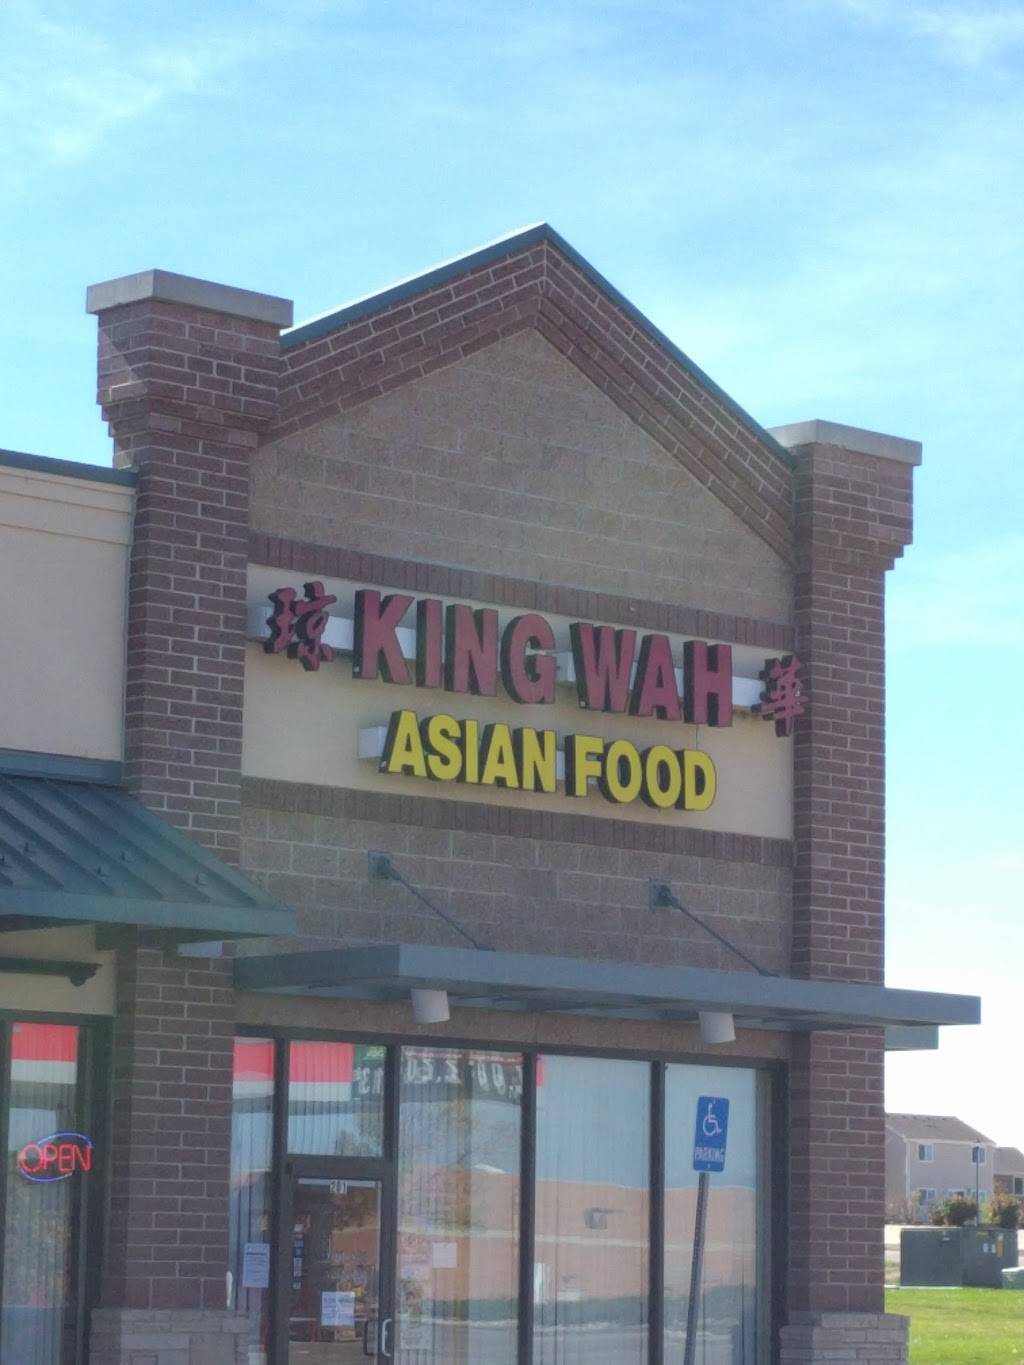 琼 KING WAH 華
ASIAN FOOD
OPEN
PARKING